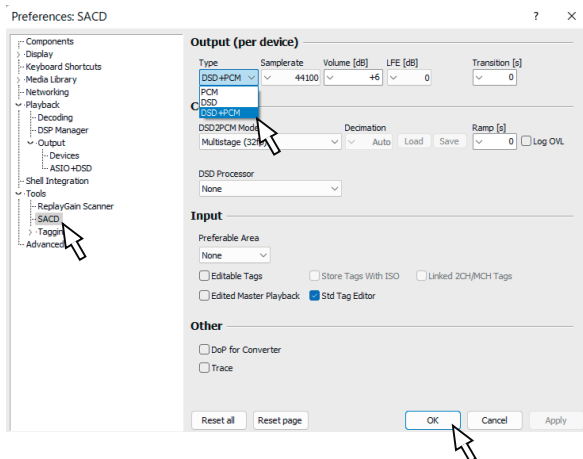 Preferences: SACD ? X
Components
Display
Keyboard Shortcuts
Media Library
Networking
Playback
Decoding
DSP Manager
Output
Devices
ASIO+DSD
Shell Integration
Tools
ReplayGain Scanner
SACD
Advanced
Output (per device)
Type Samplerate Volume [dB] LFE [dB] Transition [s]
DSD+PCM 44100 +6 0 0
PCM
DSD
DSD+PCM
DSD2PCM Mode Decimation Ramp [s]
Multistage Auto Load Save 0 Log OVL
DSD Processor
None
Input
Preferable Area
None
Editable Tags Store Tags With ISO Linked 2CH/MCH Tags
Edited Master Playback Std Tag Editor
Other
DoP for Converter
Trace
Reset all Reset page OK Cancel Apply